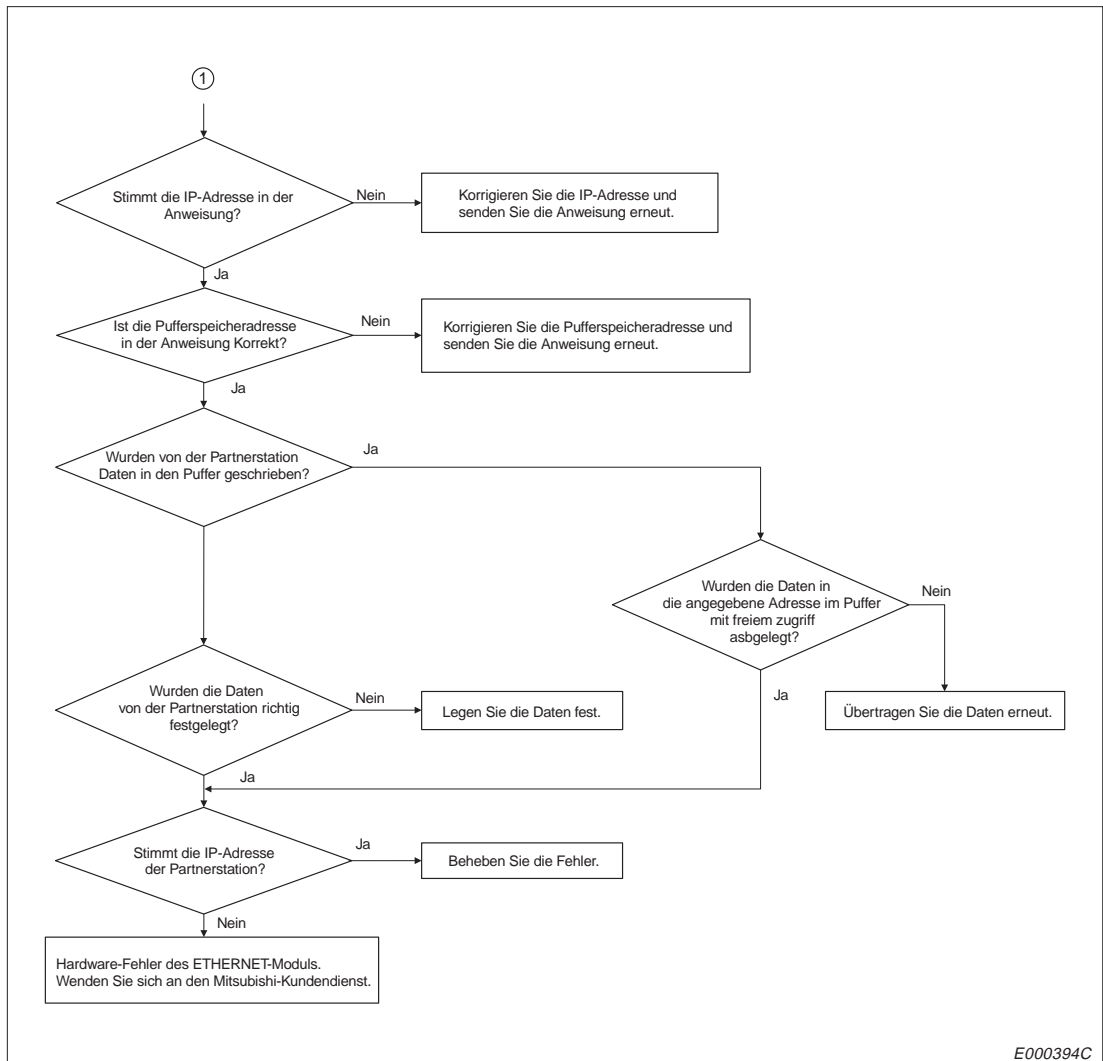 1
Stimmt die IP-Adresse in der
Anweisung?
Nein
Korrigieren Sie die IP-Adresse und
senden Sie die Anweisung erneut.
Ja
Ist die Pufferspeicheradresse
in der Anweisung Korrekt?
Nein
Korrigieren Sie die Pufferspeicheradresse und
senden Sie die Anweisung erneut.
Ja
Wurden von der Partnerstation
Daten in den Puffer geschrieben?
Ja
Wurden die Daten in
die angegebene Adresse im Puffer
mit freiem zugriff
asbgelegt?
Nein
Ja
Übertragen Sie die Daten erneut.
Wurden die Daten
von der Partnerstation richtig
festgelegt?
Nein
Legen Sie die Daten fest.
Ja
Stimmt die IP-Adresse
der Partnerstation?
Ja
Beheben Sie die Fehler.
Nein
Hardware-Fehler des ETHERNET-Moduls.
Wenden Sie sich an den Mitsubishi-Kundendienst.
E000394C